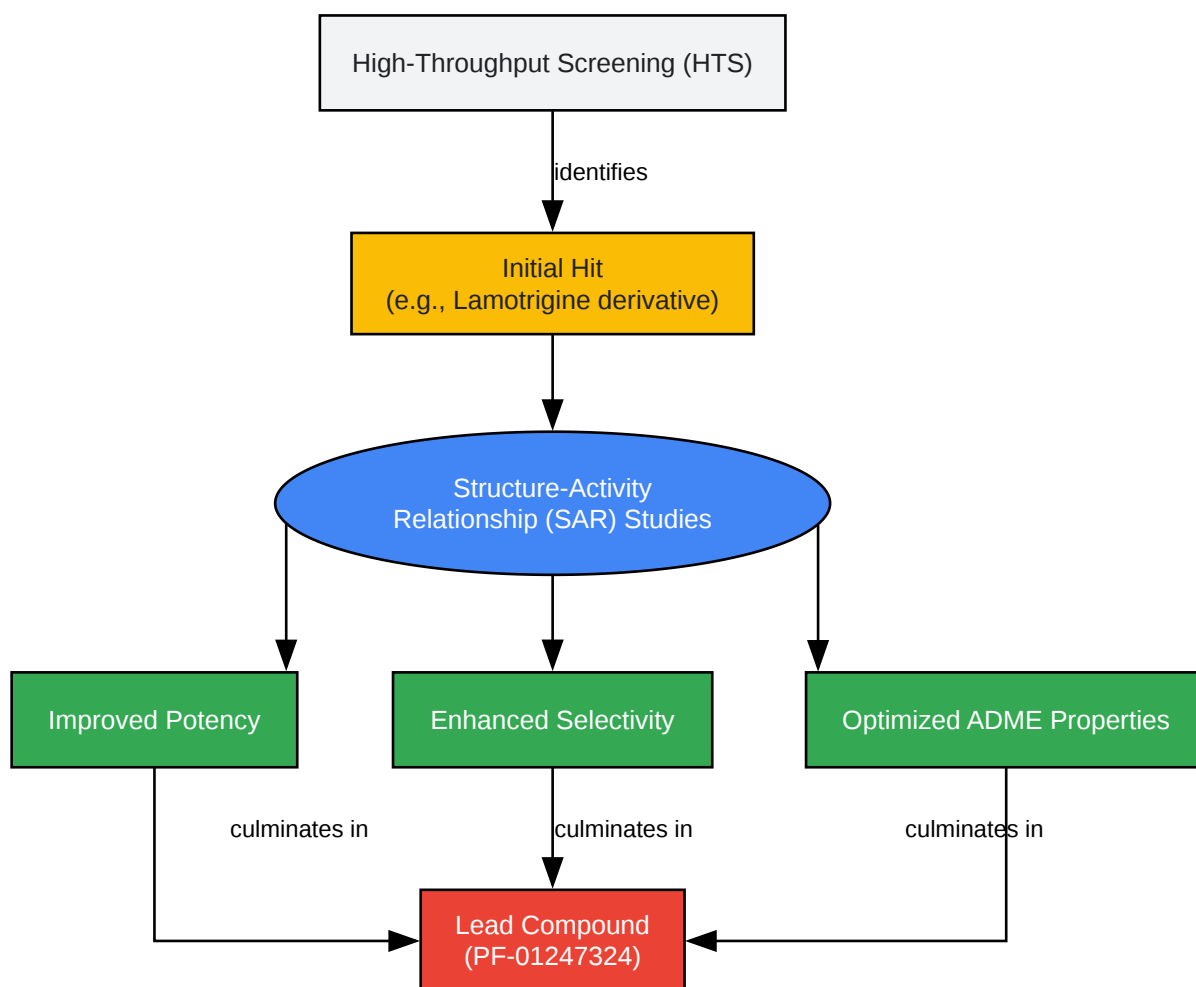 High-Throughput Screening (HTS)
identifies
Initial Hit
(e.g., Lamotrigine derivative)
Structure-Activity
Relationship (SAR) Studies
Improved Potency
Enhanced Selectivity
Optimized ADME Properties
culminates in
culminates in
culminates in
Lead Compound
(PF-01247324)